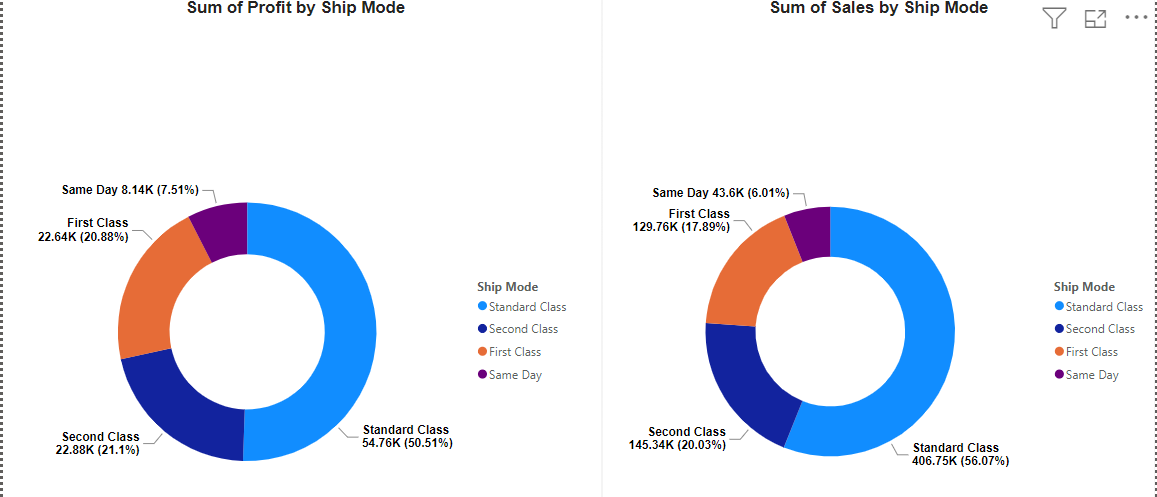 Sum of Profit by Ship Mode
Same Day 8.14K (7.51%)
First Class
22.64K (20.88%)
Second Class
22.88K (21.1%)
Standard Class
54.76K (50.51%)
Ship Mode
Standard Class
Second Class
First Class
Same Day
Sum of Sales by Ship Mode
Same Day 43.6K (6.01%)
First Class
129.76K (17.89%)
Second Class
145.34K (20.03%)
Standard Class
406.75K (56.07%)
Ship Mode
Standard Class
Second Class
First Class
Same Day